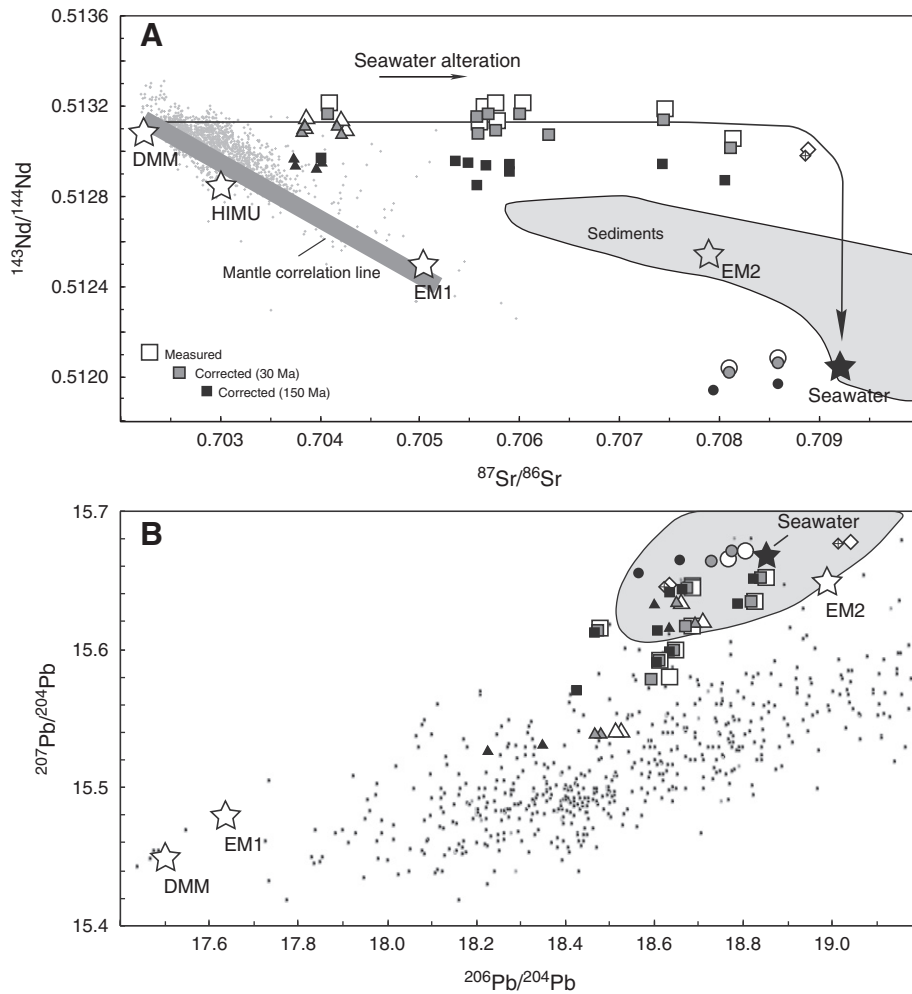 A
Seawater alteration
0.5136
0.5132
0.5128
0.5124
0.5120
143Nd/144Nd
DMM
HIMU
Mantle correlation line
EM1
Sediments
EM2
Seawater
Measured
Corrected (30 Ma)
Corrected (150 Ma)
0.703 0.704 0.705 0.706 0.707 0.708 0.709
87Sr/86Sr
B
15.7
15.6
15.5
15.4
207Pb/204Pb
Seawater
EM2
EM1
DMM
17.6 17.8 18.0 18.2 18.4 18.6 18.8 19.0
206Pb/204Pb